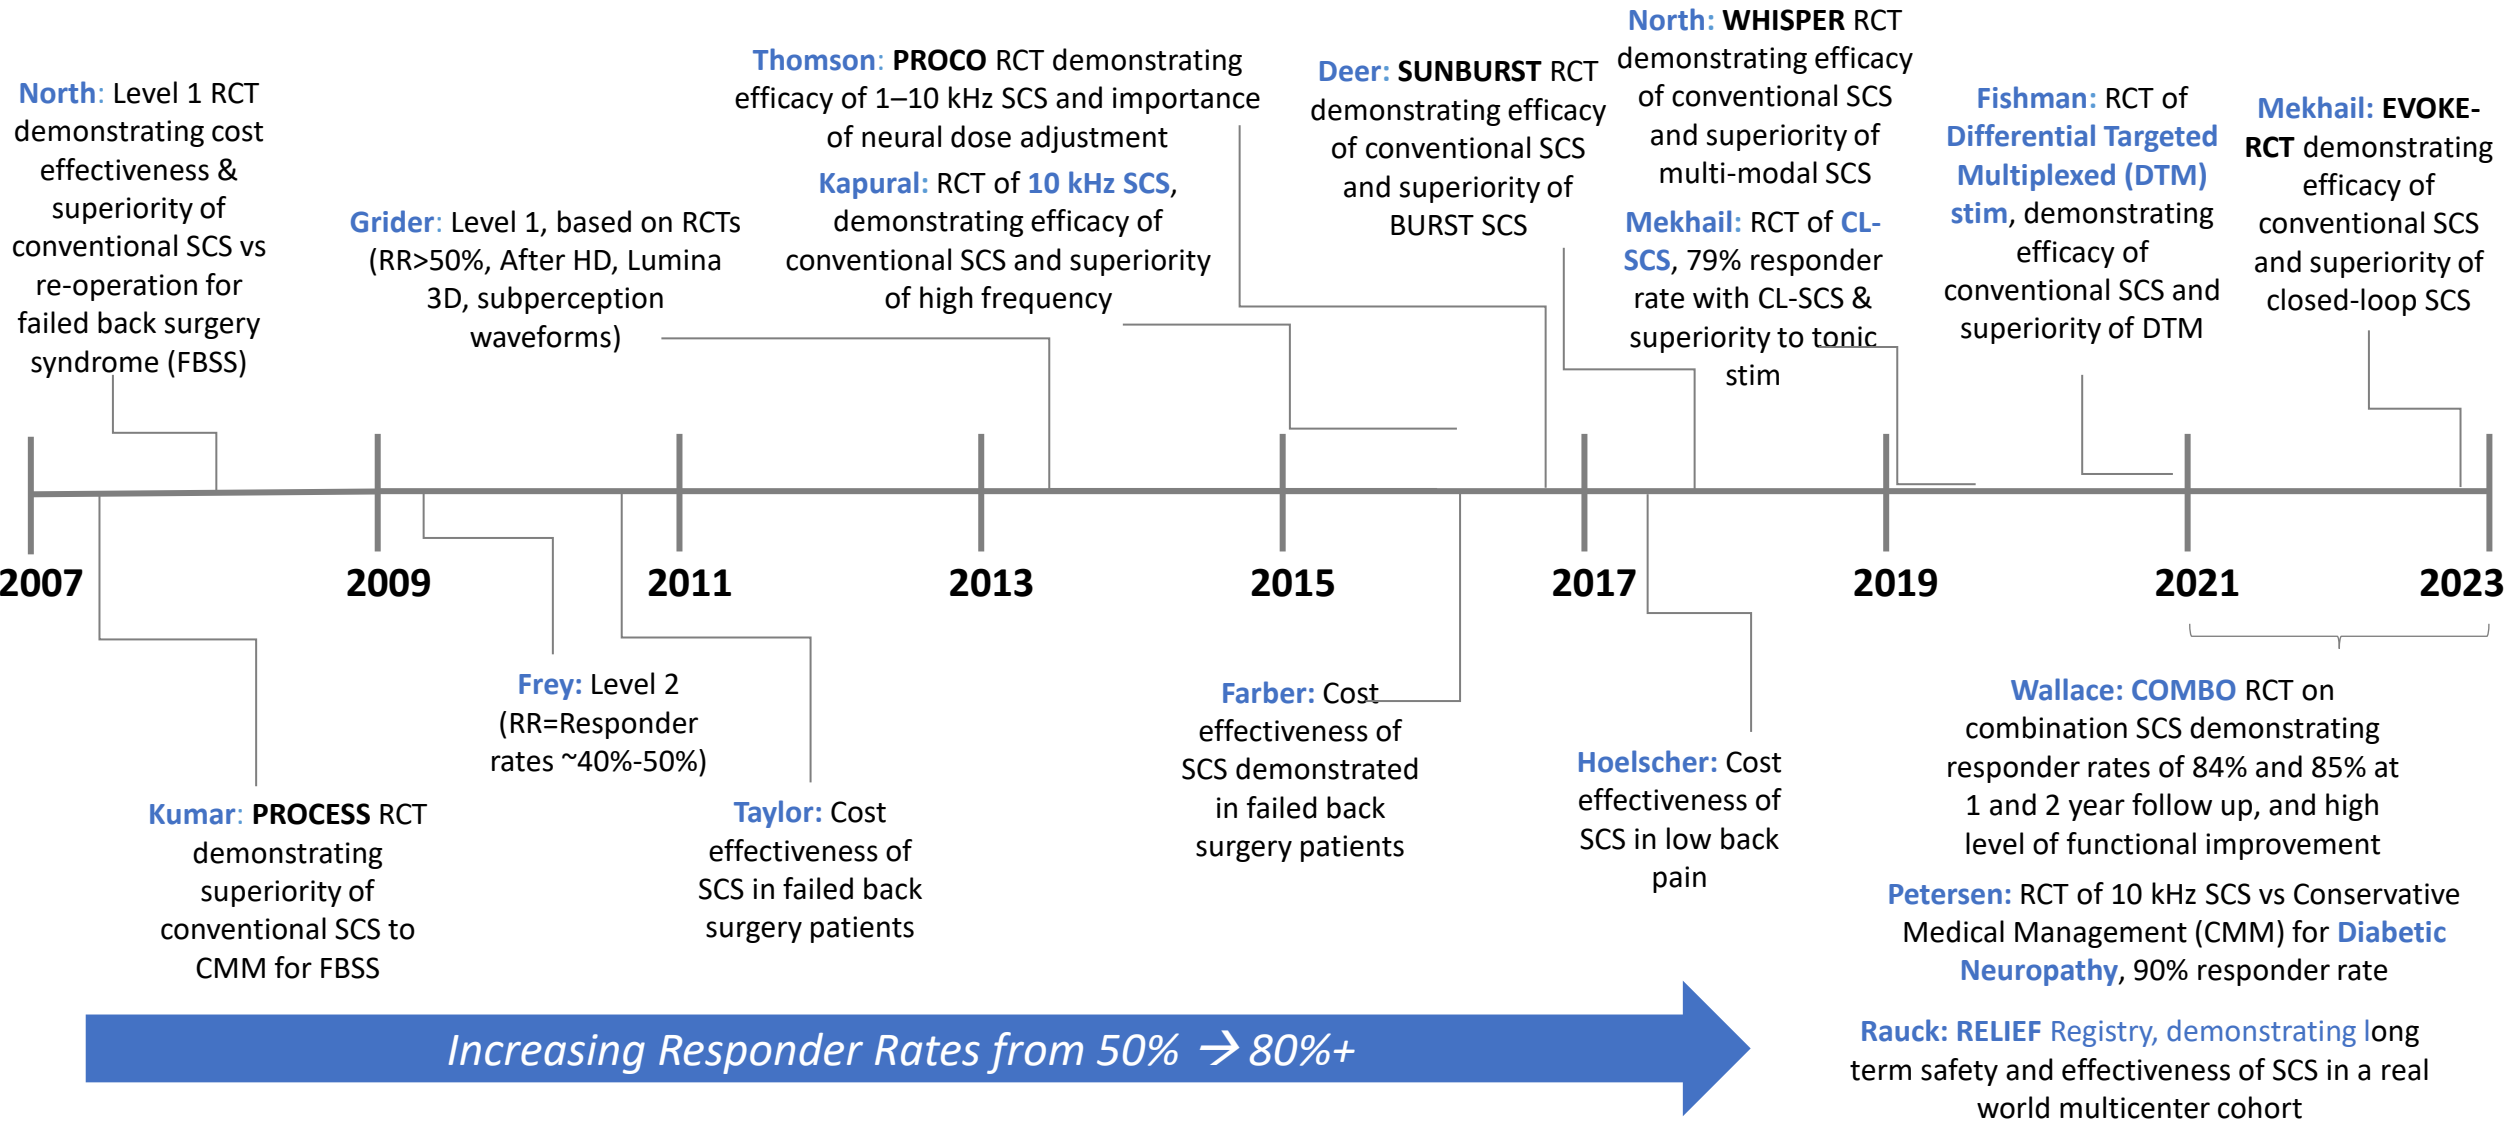 North: Level 1 RCT
demonstrating cost
effectiveness &
superiority of
conventional SCS vs
re-operation for
failed back surgery
syndrome (FBSS)
Grider: Level 1, based on RCTs
(RR>50%, After HD, Lumina
3D, subperception
waveforms)
Thomson: PROCO RCT demonstrating
efficacy of 1–10 kHz SCS and importance
of neural dose adjustment
Kapural: RCT of 10 kHz SCS,
demonstrating efficacy of
conventional SCS and superiority
of high frequency
Deer: SUNBURST RCT
demonstrating efficacy
of conventional SCS
and superiority of
BURST SCS
North: WHISPER RCT
demonstrating efficacy
of conventional SCS
and superiority of
multi-modal SCS
Mekhail: RCT of CL-
SCS, 79% responder
rate with CL-SCS &
superiority to tonic
stim
Fishman: RCT of
Differential Targeted
Multiplexed (DTM)
stim, demonstrating
efficacy of
conventional SCS and
superiority of DTM
Mekhail: EVOKE-
RCT demonstrating
efficacy of
conventional SCS
and superiority of
closed-loop SCS
2007 2009 2011 2013 2015 2017 2019 2021 2023
Kumar: PROCESS RCT
demonstrating
superiority of
conventional SCS to
CMM for FBSS
Frey: Level 2
(RR=Responder
rates ~40%-50%)
Taylor: Cost
effectiveness of
SCS in failed back
surgery patients
Farber: Cost
effectiveness of
SCS demonstrated
in failed back
surgery patients
Hoelscher: Cost
effectiveness of
SCS in low back
pain
Wallace: COMBO RCT on
combination SCS demonstrating
responder rates of 84% and 85% at
1 and 2 year follow up, and high
level of functional improvement
Petersen: RCT of 10 kHz SCS vs Conservative
Medical Management (CMM) for Diabetic
Neuropathy, 90% responder rate
Rauck: RELIEF Registry, demonstrating long
term safety and effectiveness of SCS in a real
world multicenter cohort
Increasing Responder Rates from 50% → 80%+